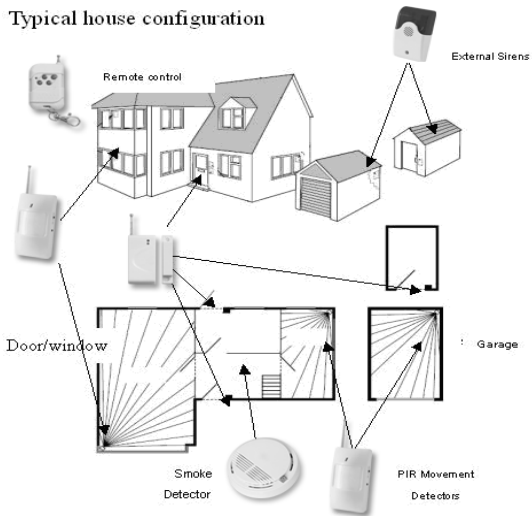 Typical house configuration
External Sirens
Remote control
Door/window
: Garage
Smoke
Detector
PIR Movement
Detectors